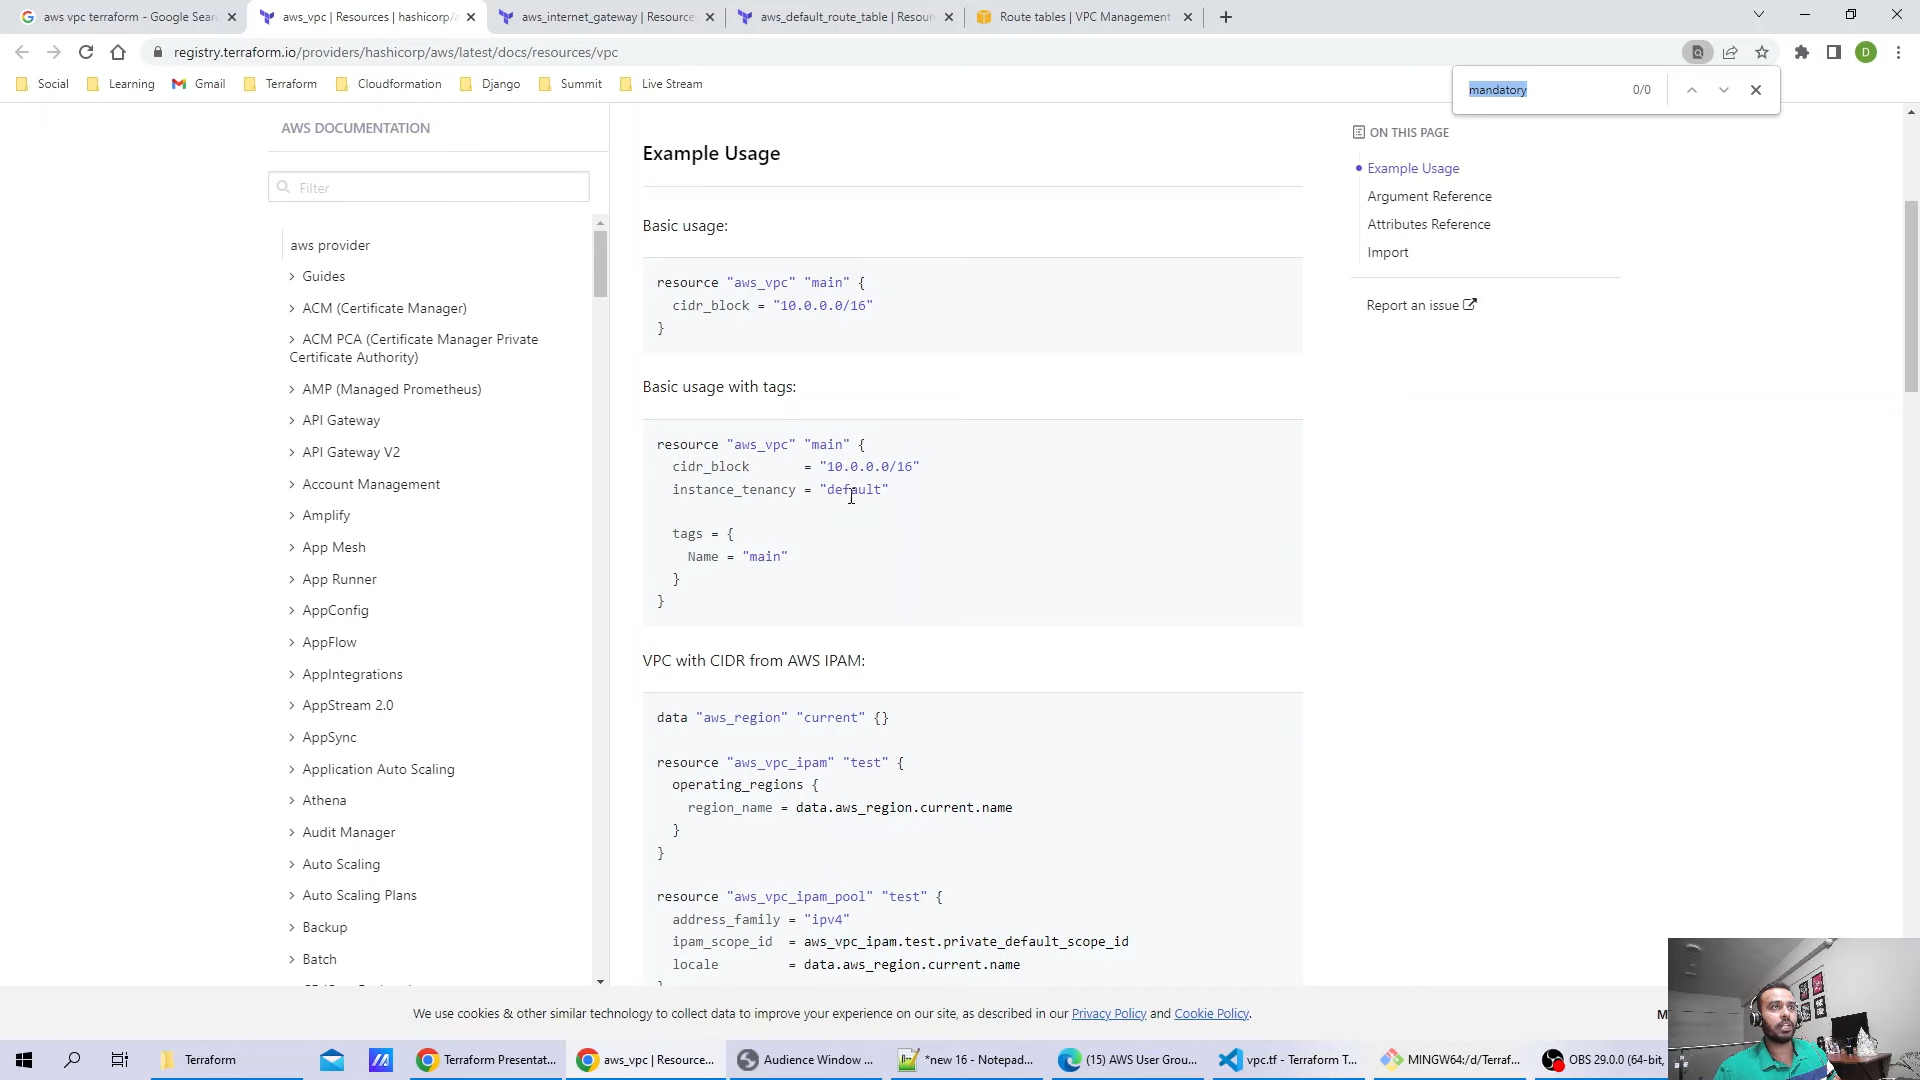 aws vpc terraform - Google Sear
aws_vpc | Resources | hashicorp/
aws_internet_gateway | Resource
aws_default_route_table | Resour
Route tables | VPC Management
registry.terraform.io/providers/hashicorp/aws/latest/docs/resources/vpc
D
Social
Learning
Gmail
Terraform
Cloudformation
Django
Summit
Live Stream
mandatory 0/0
AWS DOCUMENTATION
Filter
aws provider
Guides
ACM (Certificate Manager)
ACM PCA (Certificate Manager Private
Certificate Authority)
AMP (Managed Prometheus)
API Gateway
API Gateway V2
Account Management
Amplify
App Mesh
App Runner
AppConfig
AppFlow
AppIntegrations
AppStream 2.0
AppSync
Application Auto Scaling
Athena
Audit Manager
Auto Scaling
Auto Scaling Plans
Backup
Batch
Example Usage
Basic usage:
resource "aws_vpc" "main" {
cidr_block = "10.0.0.0/16"
}
Basic usage with tags:
resource "aws_vpc" "main" {
cidr_block = "10.0.0.0/16"
instance_tenancy = "default"
tags = {
Name = "main"
}
}
VPC with CIDR from AWS IPAM:
data "aws_region" "current" {}
resource "aws_vpc_ipam" "test" {
operating_regions {
region_name = data.aws_region.current.name
}
}
resource "aws_vpc_ipam_pool" "test" {
address_family = "ipv4"
ipam_scope_id = aws_vpc_ipam.test.private_default_scope_id
locale = data.aws_region.current.name
ON THIS PAGE
Example Usage
Argument Reference
Attributes Reference
Import
Report an issue
We use cookies & other similar technology to collect data to improve your experience on our site, as described in our Privacy Policy and Cookie Policy.
M
Terraform
Terraform Presentat...
aws_vpc | Resource...
Audience Window ...
*new 16 - Notepad...
(15) AWS User Grou...
vpc.tf - Terraform T...
MINGW64:/d/Terraf...
OBS 29.0.0 (64-bit,